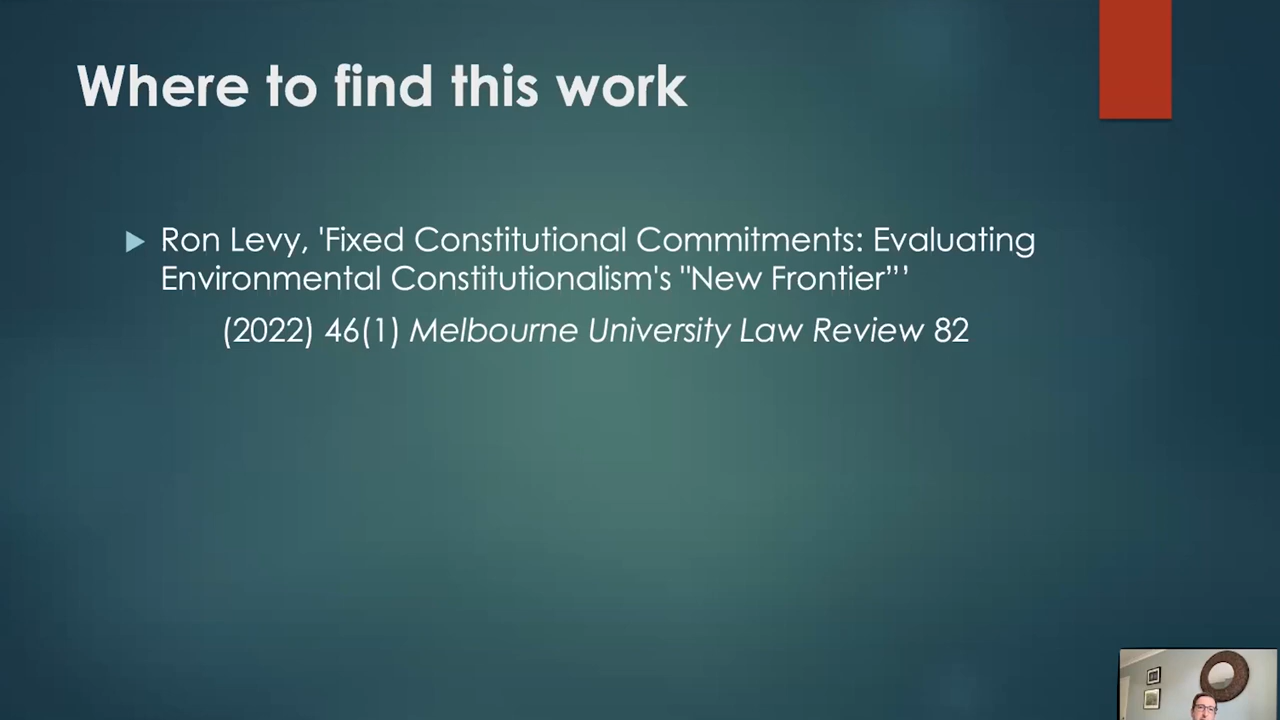 Where to find this work
Ron Levy, 'Fixed Constitutional Commitments: Evaluating
Environmental Constitutionalism's "New Frontier”’
(2022) 46(1) Melbourne University Law Review 82